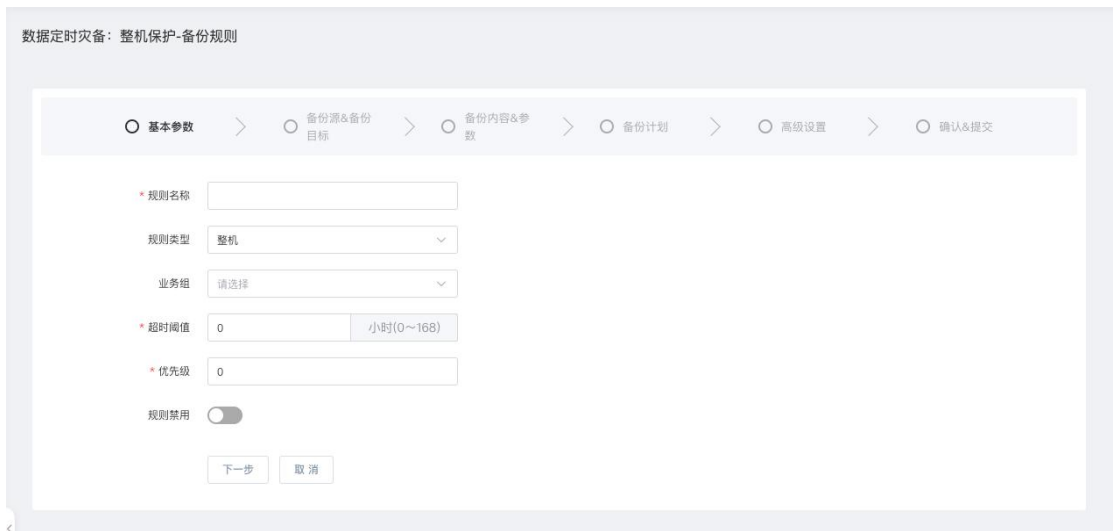 数据定时灾备：整机保护-备份规则
基本参数
备份源&备份
目标
备份内容&参
数
备份计划
高级设置
确认&提交
* 规则名称
规则类型 整机
业务组 请选择
* 超时阈值 0 小时(0～168)
* 优先级 0
规则禁用
下一步 取 消